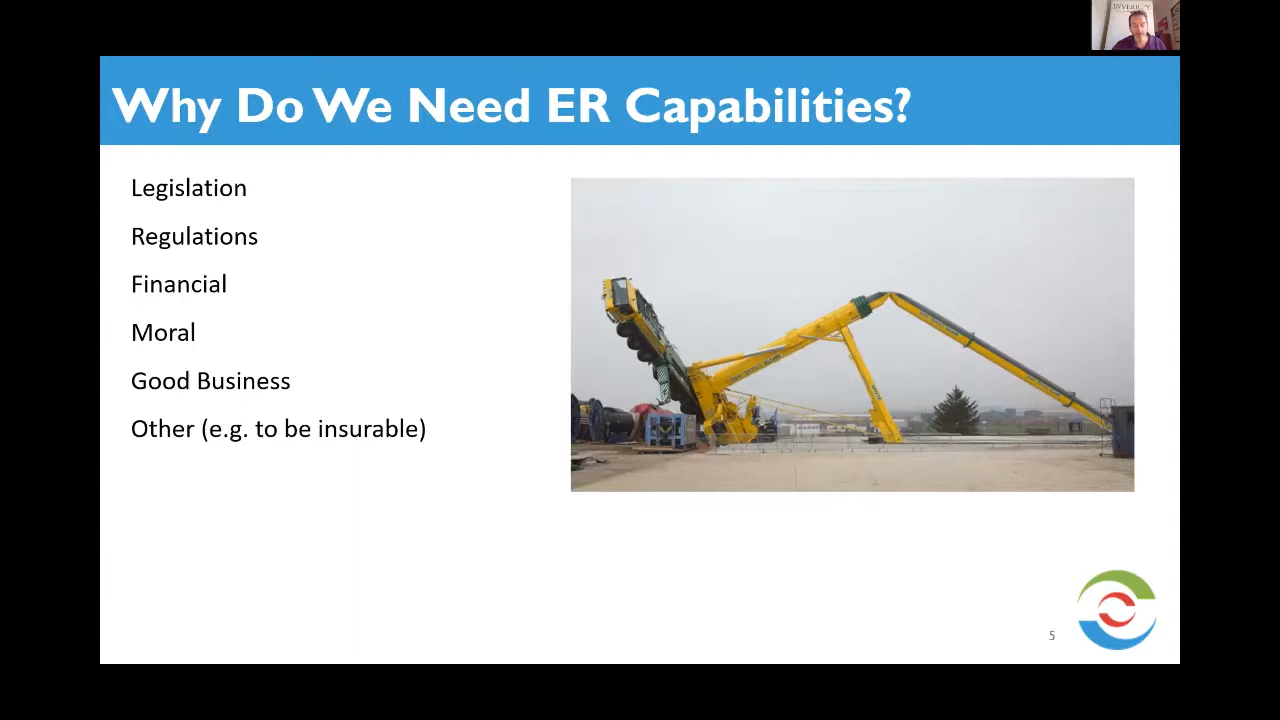 Why Do We Need ER Capabilities?
Legislation
Regulations
Financial
Moral
Good Business
Other (e.g. to be insurable)
5